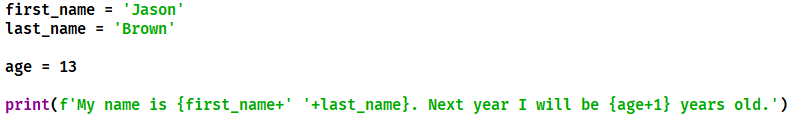 first_name = 'Jason'
last_name = 'Brown'
age = 13
print(f'My name is {first_name+' '+last_name}. Next year I will be {age+1} years old.')